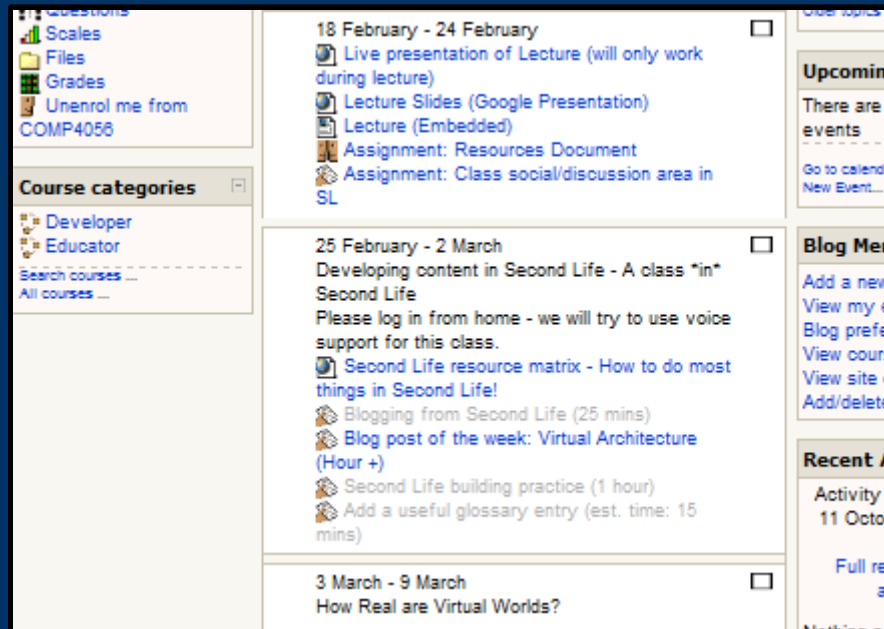 Questions
Scales
Files
Grades
Unenrol me from
COMP4056
Course categories
Developer
Educator
Search courses ...
All courses ...
18 February - 24 February
Live presentation of Lecture (will only work
during lecture)
Lecture Slides (Google Presentation)
Lecture (Embedded)
Assignment: Resources Document
Assignment: Class social/discussion area in
SL
25 February - 2 March
Developing content in Second Life - A class *in*
Second Life
Please log in from home - we will try to use voice
support for this class.
Second Life resource matrix - How to do most
things in Second Life!
Blogging from Second Life (25 mins)
Blog post of the week: Virtual Architecture
(Hour +)
Second Life building practice (1 hour)
Add a useful glossary entry (est. time: 15
mins)
3 March - 9 March
How Real are Virtual Worlds?
Older topics
Upcomin
There are
events
Go to calend
New Event...
Blog Me
Add a new
View my
Blog prefe
View cour
View site
Add/delete
Recent A
Activity
11 Octo
Full re